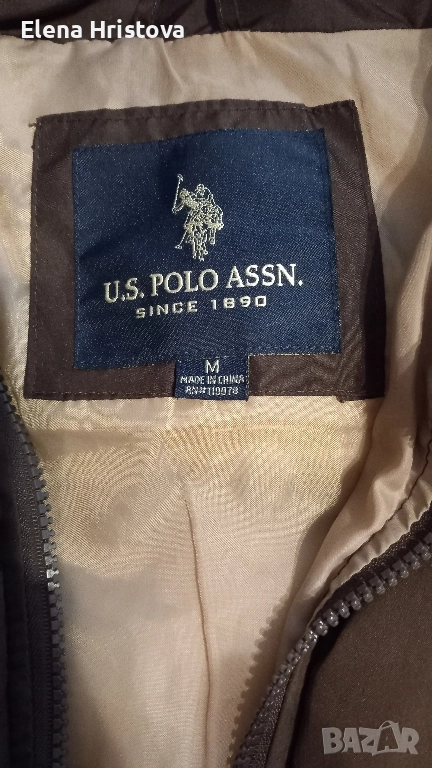 Elena Hristova
U.S. POLO ASSN.
SINCE 1890
M
MADE IN CHINA
RN#119978
BAZAR